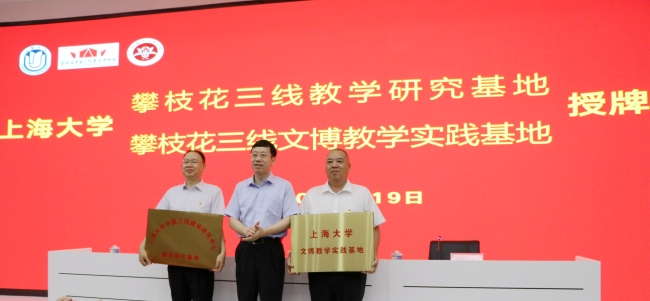 攀枝花三线教学研究基地
上海大学
授牌
攀枝花三线文博教学实践基地
19日
上海大学
文博教学实践基地